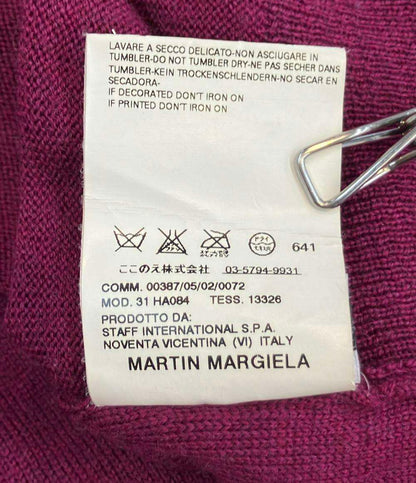 LAVARE A SECCO DELICATO-NON ASCIUGARE IN
TUMBLER-DO NOT TUMBLER DRY-NE PAS SECHER DANS
TUMBLER-KEIN TROCKENSCHLENDERN-NO SECAR EN
SECADORA-
IF DECORATED DON'T IRON ON
IF PRINTED DON'T IRON ON
641
ここのえ株式会社 03-5794-9931
COMM. 00387/05/02/0072
MOD. 31 HA084 TESS. 13326
PRODOTTO DA:
STAFF INTERNATIONAL S.P.A.
NOVENTA VICENTINA (VI) ITALY
MARTIN MARGIELA